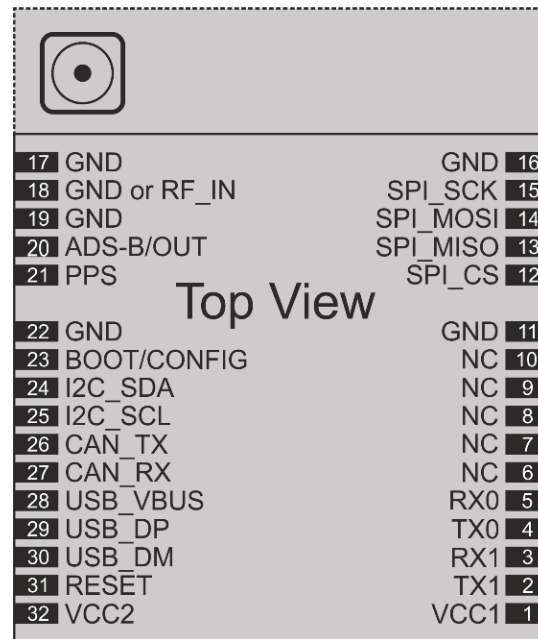 17 GND GND 16
18 GND or RF_IN SPI_SCK 15
19 GND SPI_MOSI 14
20 ADS-B/OUT SPI_MISO 13
21 PPS SPI_CS 12
Top View
22 GND GND 11
23 BOOT/CONFIG NC 10
24 I2C_SDA NC 9
25 I2C_SCL NC 8
26 CAN_TX NC 7
27 CAN_RX NC 6
28 USB_VBUS RX0 5
29 USB_DP TX0 4
30 USB_DM RX1 3
31 RESET TX1 2
32 VCC2 VCC1 1